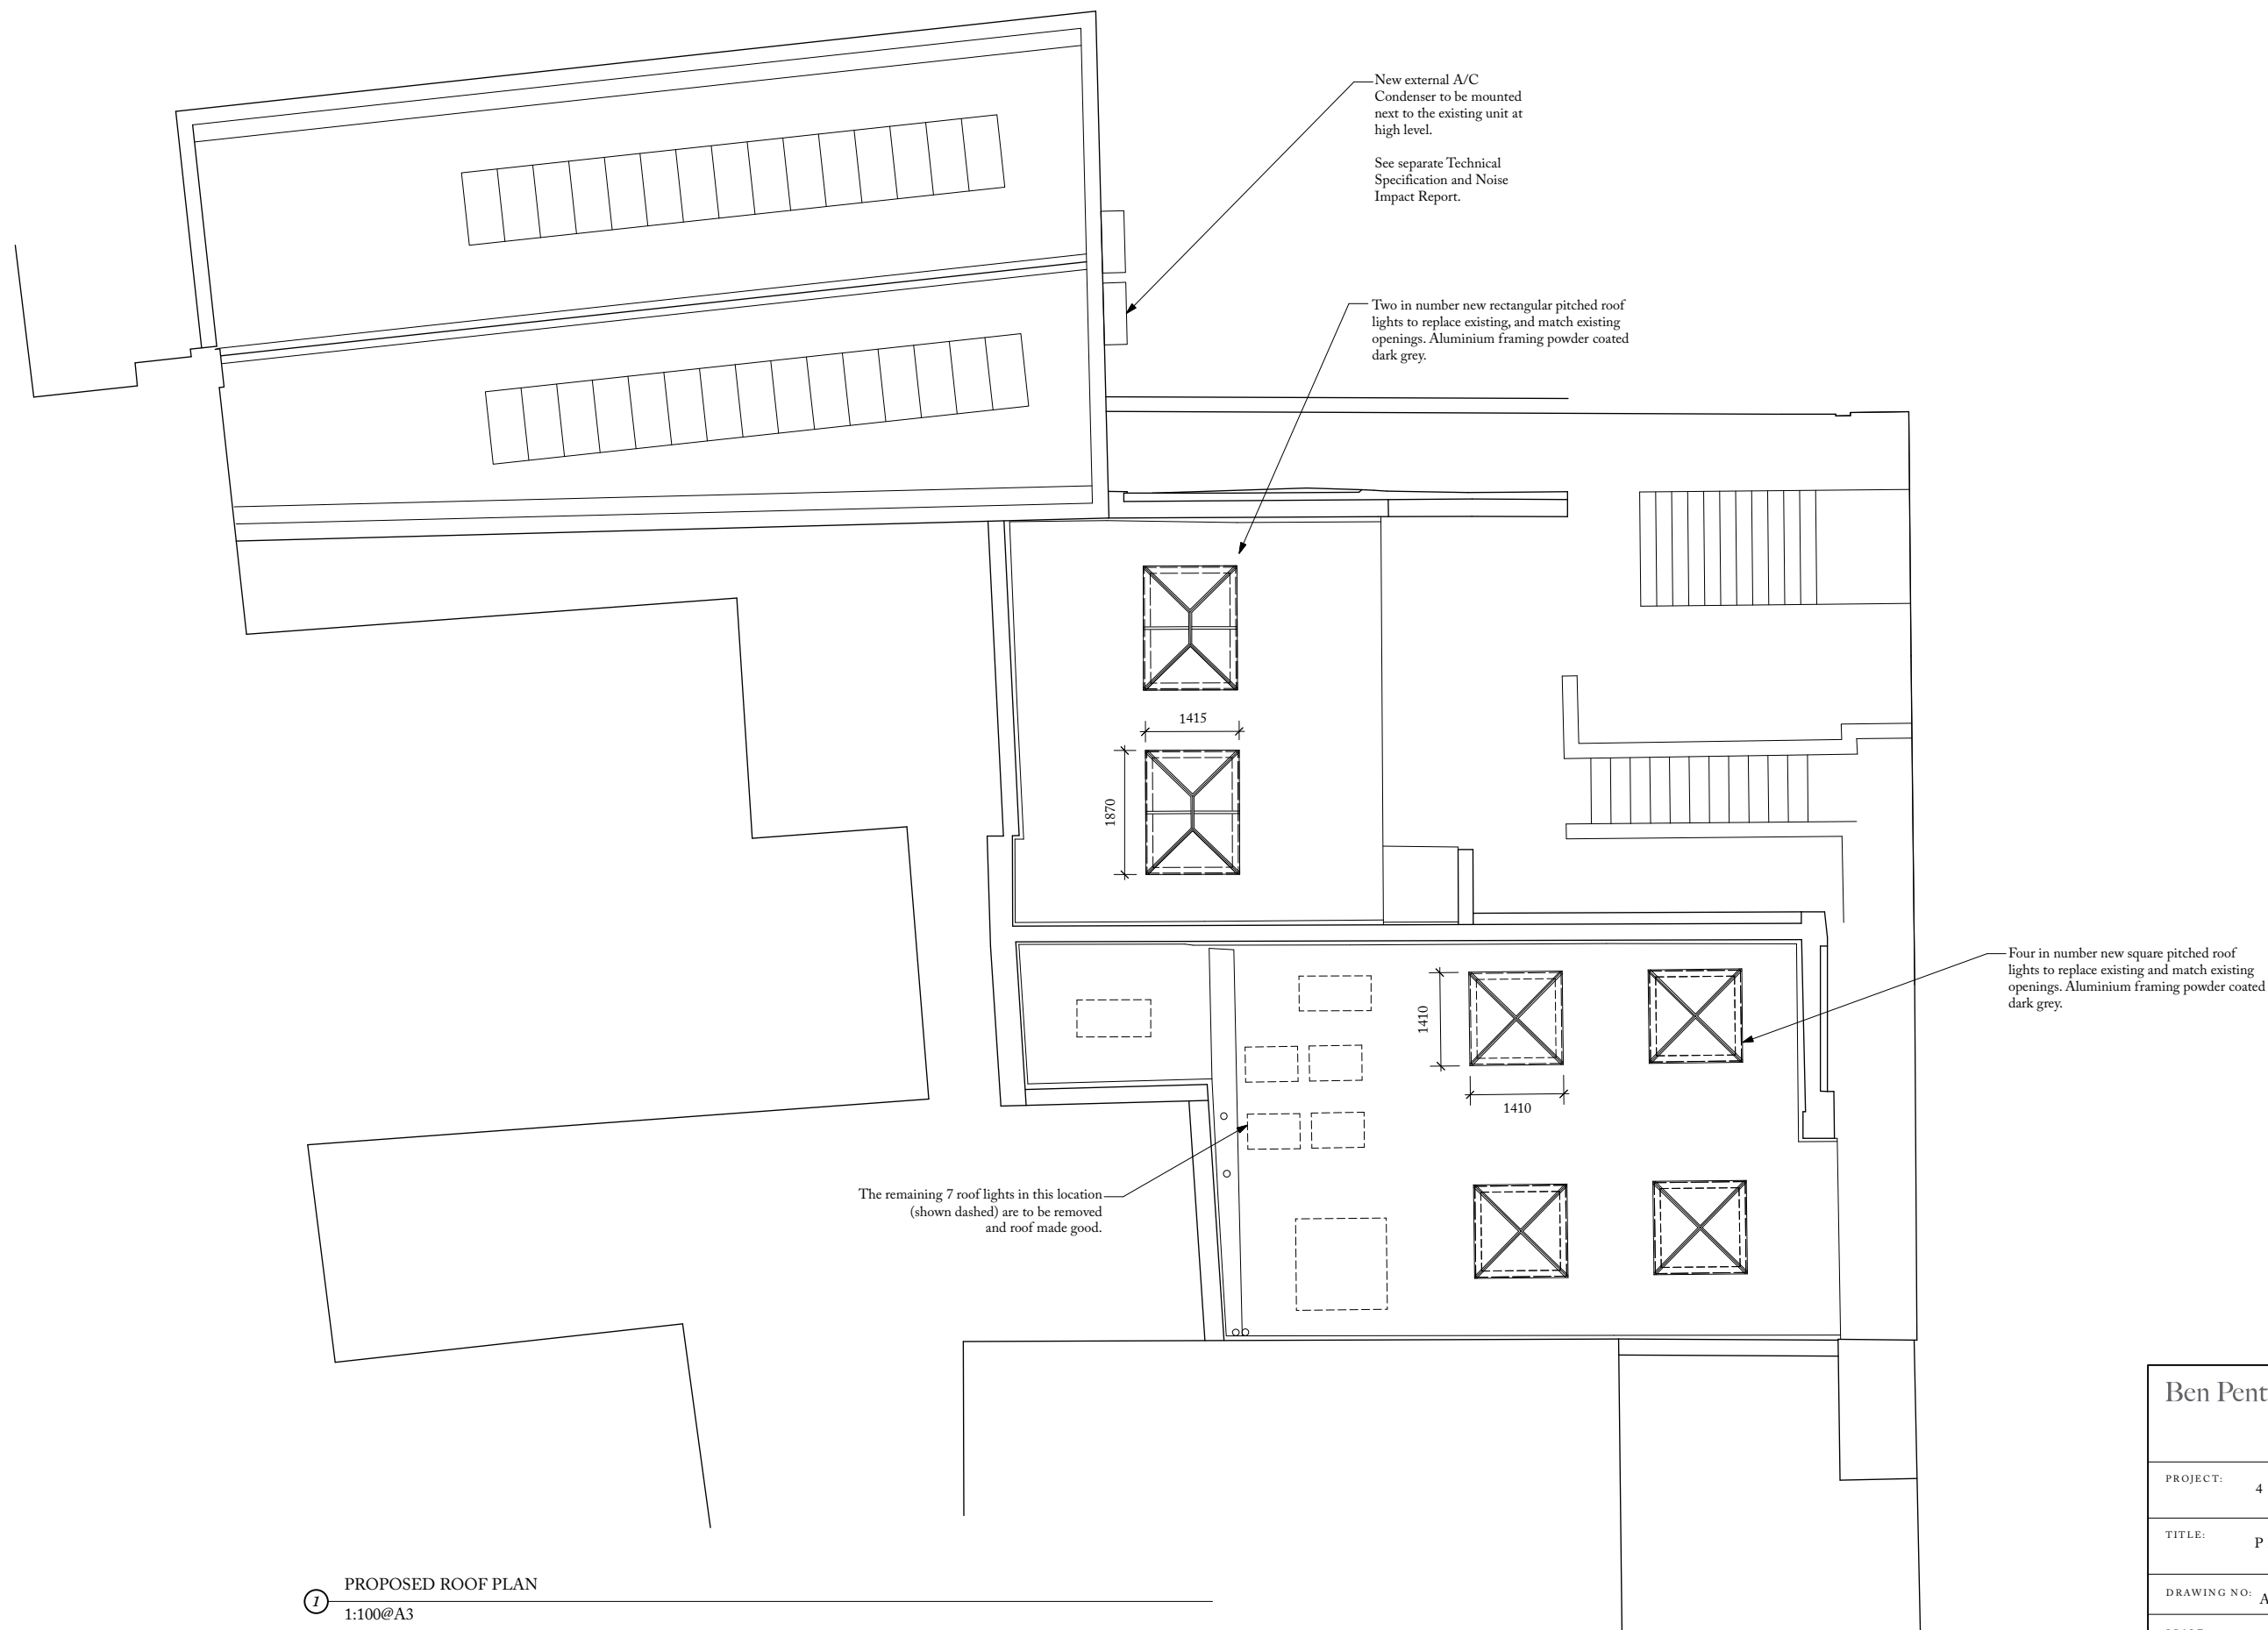 New external A/C
Condenser to be mounted
next to the existing unit at
high level.
See separate Technical
Specification and Noise
Impact Report.
Two in number new rectangular pitched roof
lights to replace existing, and match existing
openings. Aluminium framing powder coated
dark grey.
1415
1870
Four in number new square pitched roof
lights to replace existing and match existing
openings. Aluminium framing powder coated
dark grey.
1410
1410
The remaining 7 roof lights in this location
(shown dashed) are to be removed
and roof made good.
Ben Pent
PROJECT: 4
TITLE: P
DRAWING NO: A
1
PROPOSED ROOF PLAN
1:100@A3